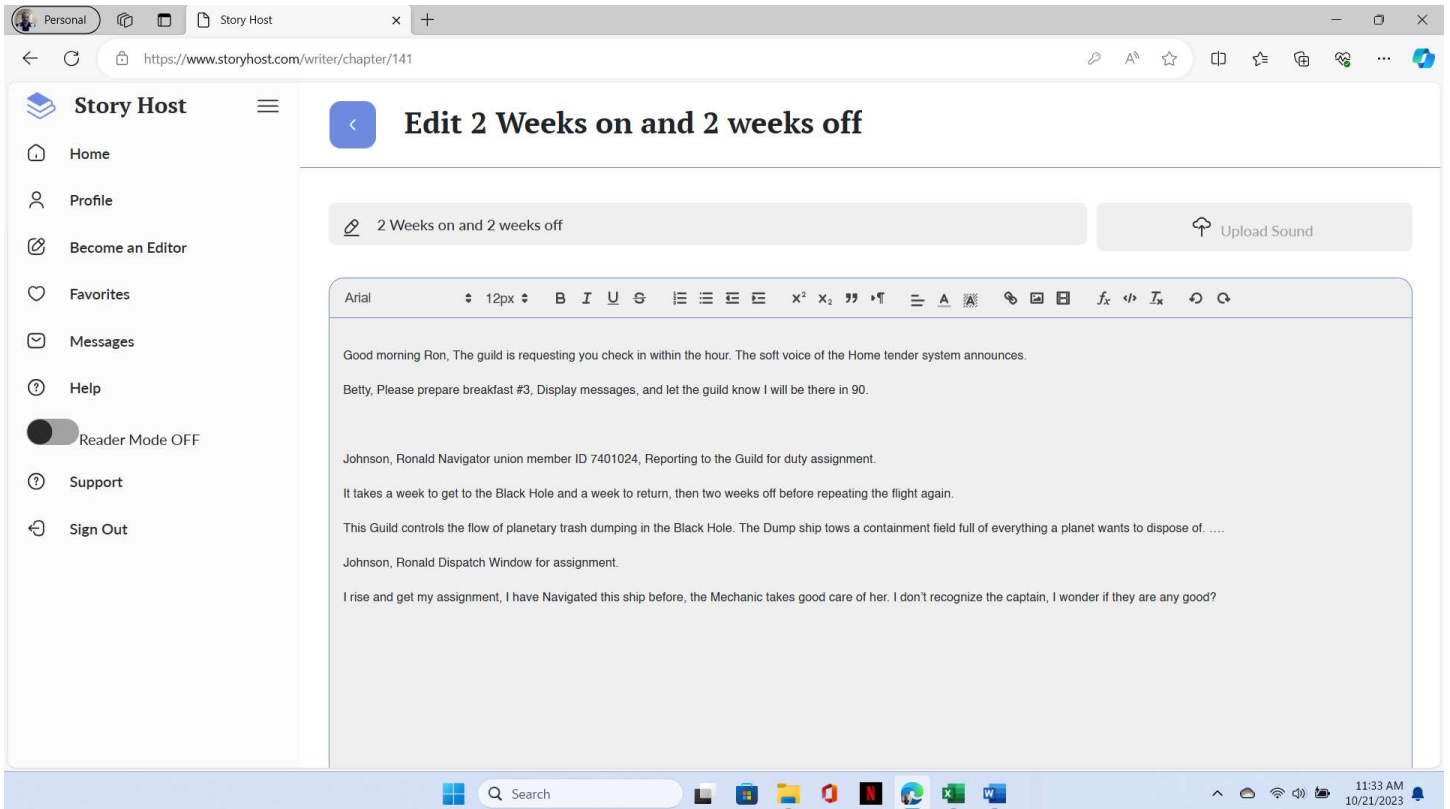 Personal
Story Host
https://www.storyhost.com/writer/chapter/141
Story Host
Home
Profile
Become an Editor
Favorites
Messages
Help
Reader Mode OFF
Support
Sign Out
Edit 2 Weeks on and 2 weeks off
2 Weeks on and 2 weeks off
Upload Sound
Arial 12px B I U S x² x₂ A A fx Tx
Good morning Ron, The guild is requesting you check in within the hour. The soft voice of the Home tender system announces.
Betty, Please prepare breakfast #3, Display messages, and let the guild know I will be there in 90.
Johnson, Ronald Navigator union member ID 7401024, Reporting to the Guild for duty assignment.
It takes a week to get to the Black Hole and a week to return, then two weeks off before repeating the flight again.
This Guild controls the flow of planetary trash dumping in the Black Hole. The Dump ship tows a containment field full of everything a planet wants to dispose of. ….
Johnson, Ronald Dispatch Window for assignment.
I rise and get my assignment, I have Navigated this ship before, the Mechanic takes good care of her. I don't recognize the captain, I wonder if they are any good?
Search
11:33 AM
10/21/2023